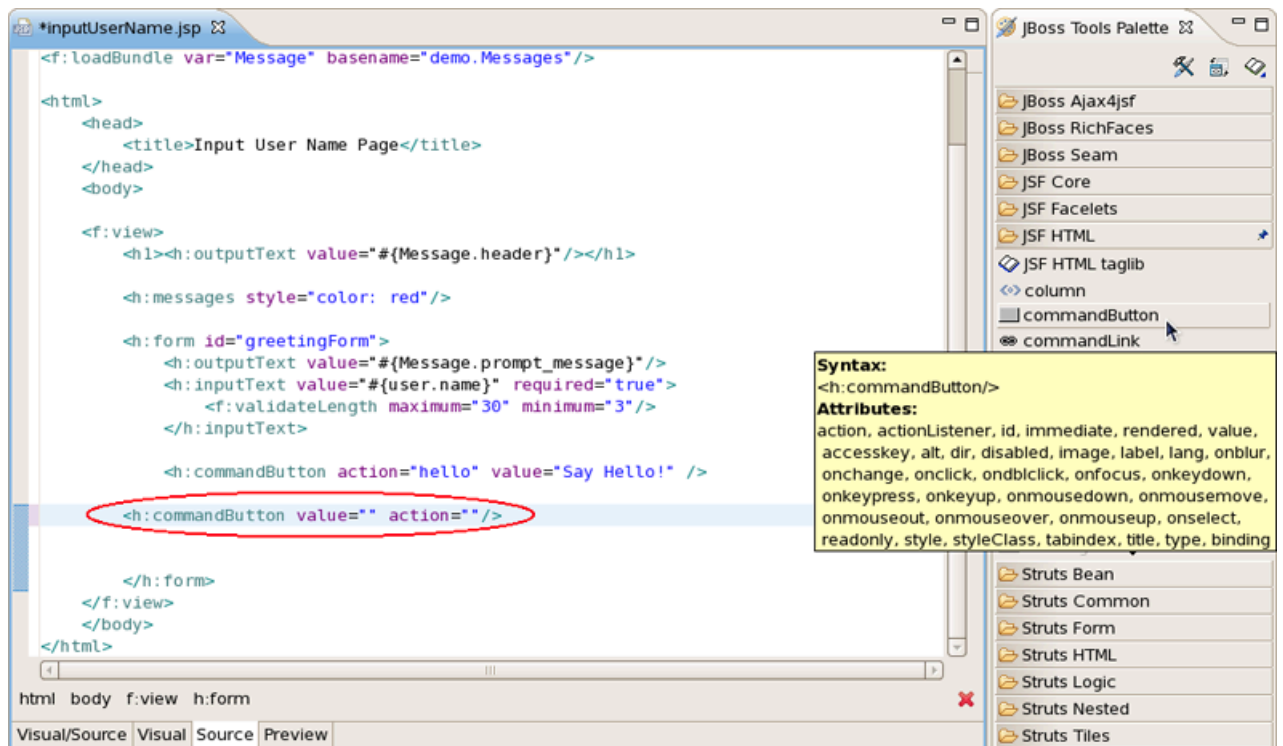 *inputUserName.jsp
<f:loadBundle var="Message" basename="demo.Messages"/>
<html>
<head>
<title>Input User Name Page</title>
</head>
<body>
<f:view>
<h1><h:outputText value="#{Message.header}"/></h1>
<h:messages style="color: red"/>
<h:form id="greetingForm">
<h:outputText value="#{Message.prompt_message}"/>
<h:inputText value="#{user.name}" required="true">
<f:validateLength maximum="30" minimum="3"/>
</h:inputText>
<h:commandButton action="hello" value="Say Hello!" />
<h:commandButton value="" action=""/>
</h:form>
</f:view>
</body>
</html>
html body f:view h:form
Visual/Source Visual Source Preview
JBoss Tools Palette
JBoss Ajax4jsf
JBoss RichFaces
JBoss Seam
JSF Core
JSF Facelets
JSF HTML
JSF HTML taglib
column
commandButton
commandLink
Syntax:
<h:commandButton/>
Attributes:
action, actionListener, id, immediate, rendered, value,
accesskey, alt, dir, disabled, image, label, lang, onblur,
onchange, onclick, ondblclick, onfocus, onkeydown,
onkeypress, onkeyup, onmousedown, onmousemove,
onmouseout, onmouseover, onmouseup, onselect,
readonly, style, styleClass, tabindex, title, type, binding
Struts Bean
Struts Common
Struts Form
Struts HTML
Struts Logic
Struts Nested
Struts Tiles